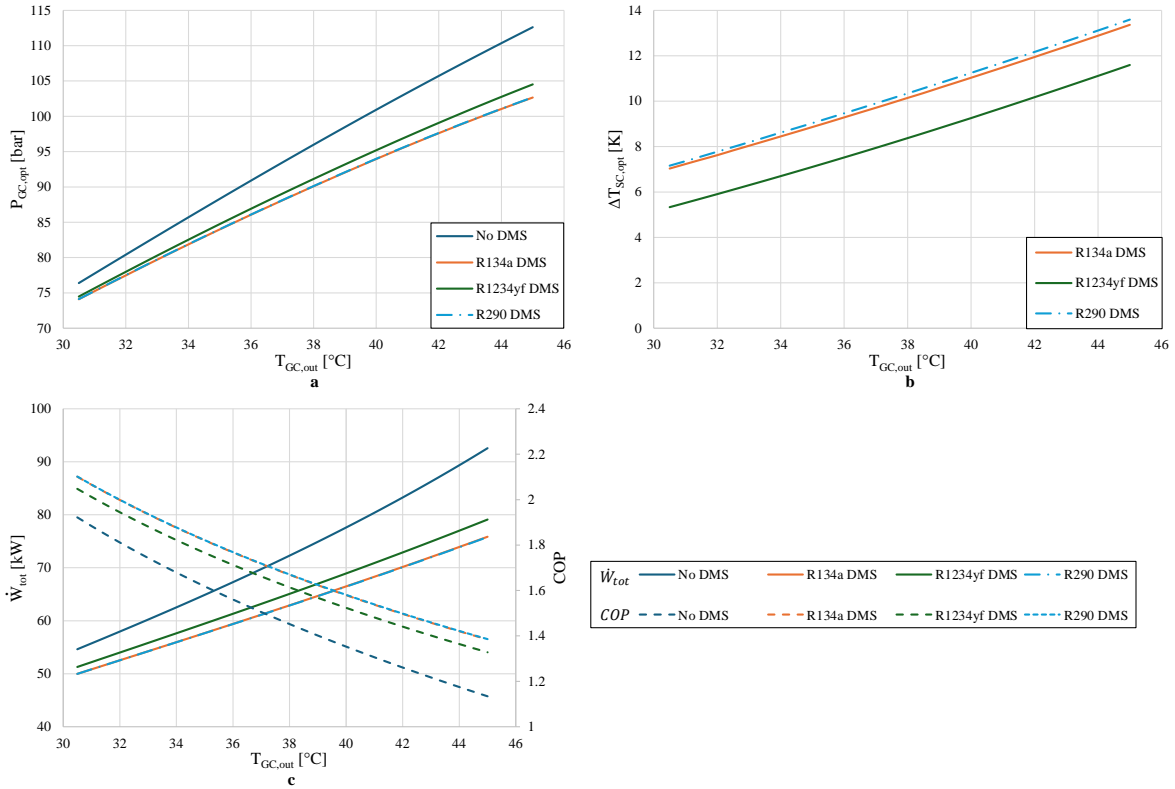 115
110
105
100
95
90
85
80
75
70
P_GC,opt [bar]
30 32 34 36 38 40 42 44 46
T_GC,out [°C]
No DMS
R134a DMS
R1234yf DMS
R290 DMS
a
14
12
10
8
6
4
2
0
ΔT_SC,opt [K]
30 32 34 36 38 40 42 44 46
T_GC,out [°C]
R134a DMS
R1234yf DMS
R290 DMS
b
100
90
80
70
60
50
40
Ẇ_tot [kW]
2.4
2.2
2
1.8
1.6
1.4
1.2
1
COP
30 32 34 36 38 40 42 44 46
T_GC,out [°C]
c
Ẇ_tot No DMS R134a DMS R1234yf DMS R290 DMS
COP No DMS R134a DMS R1234yf DMS R290 DMS